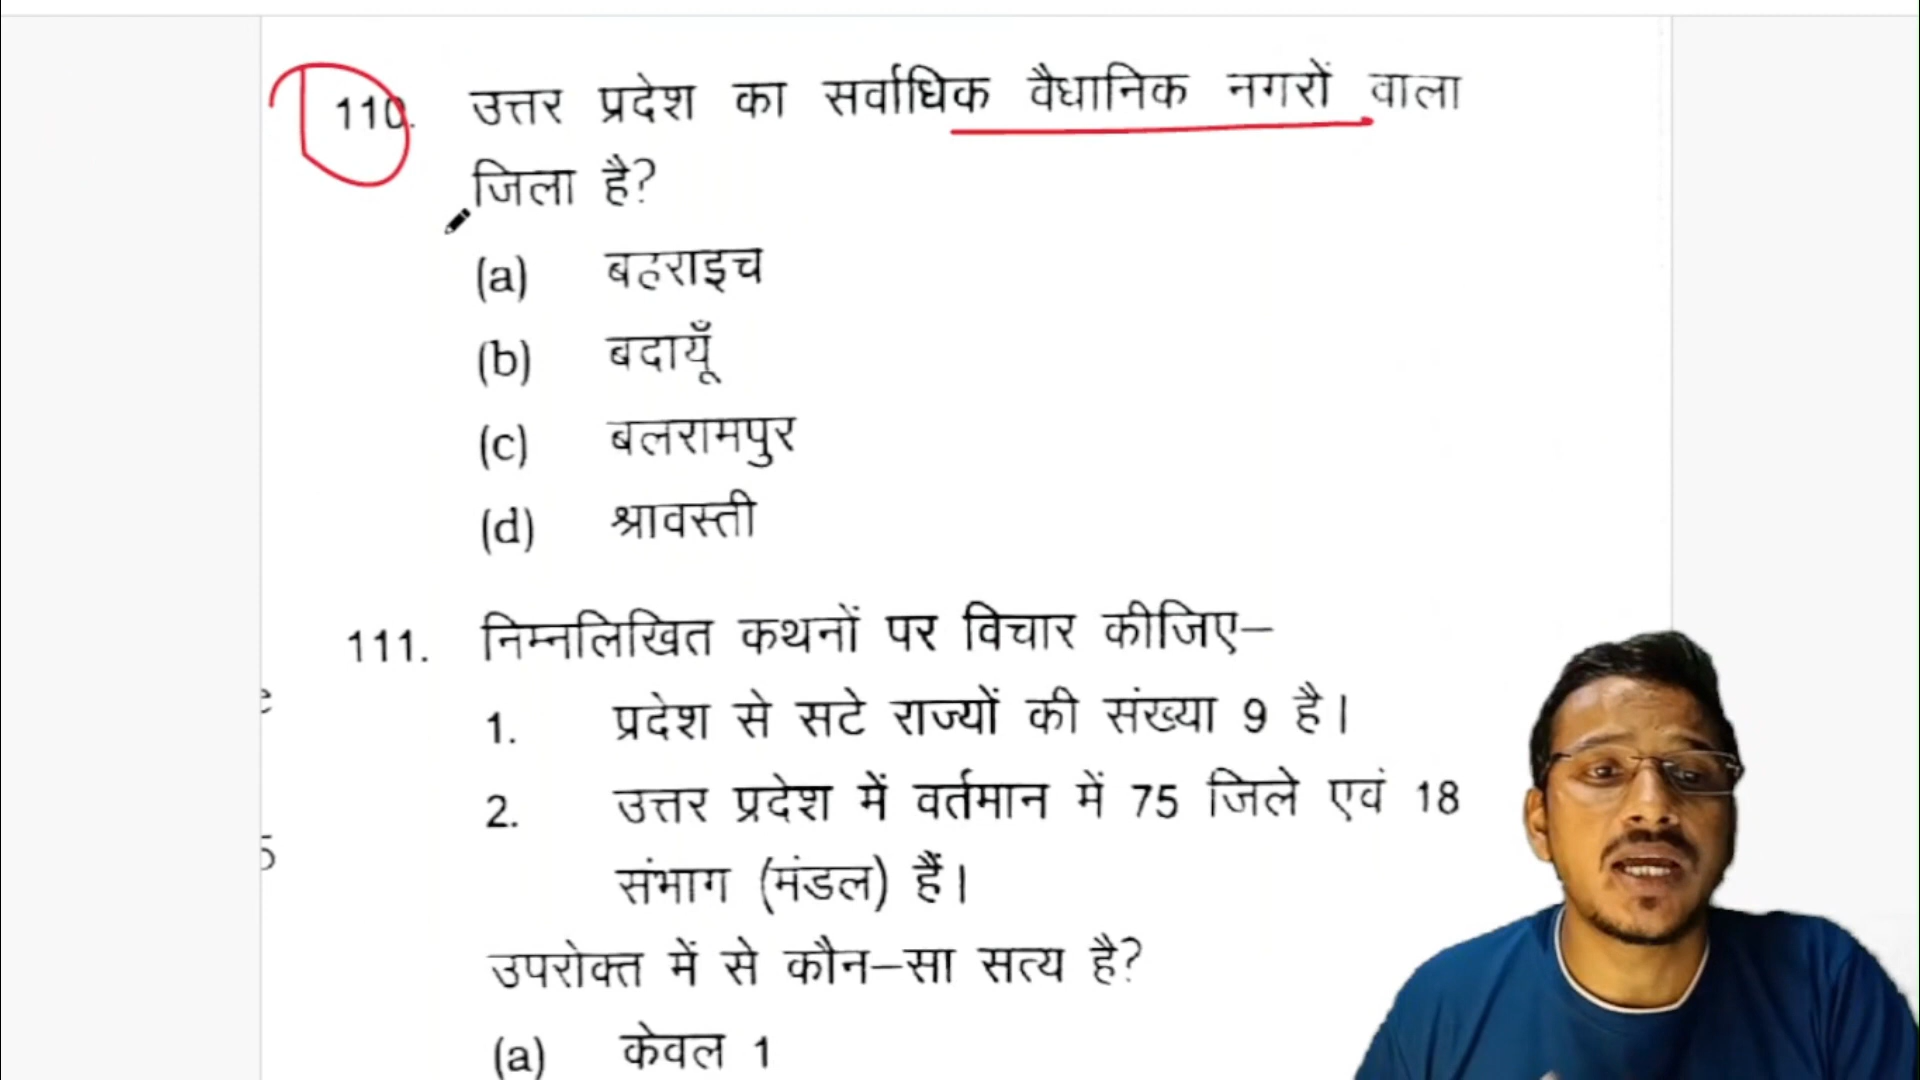 110. उत्तर प्रदेश का सर्वाधिक वैधानिक नगरों वाला
जिला है?
(a) बहराइच
(b) बदायूँ
(c) बलरामपुर
(d) श्रावस्ती
111. निम्नलिखित कथनों पर विचार कीजिए–
1. प्रदेश से सटे राज्यों की संख्या 9 है।
2. उत्तर प्रदेश में वर्तमान में 75 जिले एवं 18
संभाग (मंडल) हैं।
उपरोक्त में से कौन–सा सत्य है?
(a) केवल 1